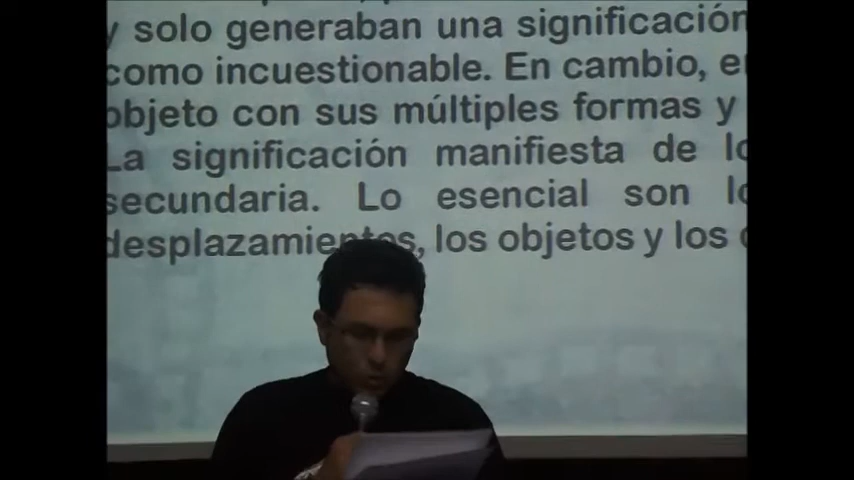 y solo generaban una significación
como incuestionable. En cambio,
objeto con sus múltiples formas y
La significación manifiesta de
secundaria. Lo esencial son
desplazamientos, los objetos y los